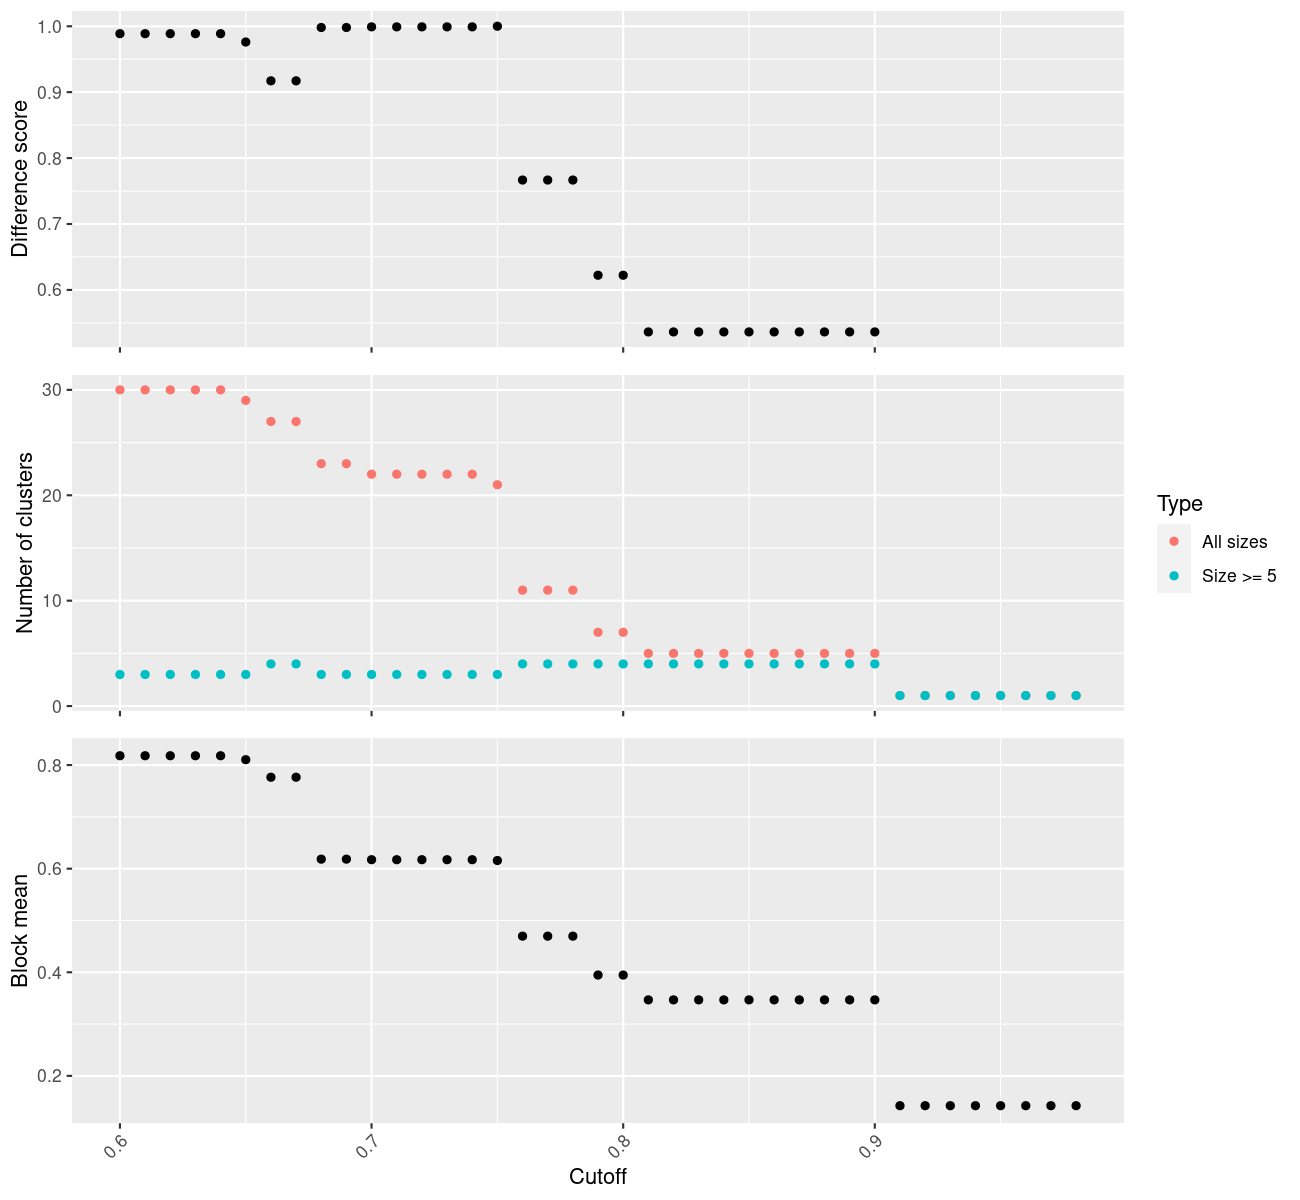 1.0
0.9
0.8
0.7
0.6
Difference score
30
20
10
0
Number of clusters
Type
All sizes
Size >= 5
0.8
0.6
0.4
0.2
Block mean
0.6 0.7 0.8 0.9
Cutoff